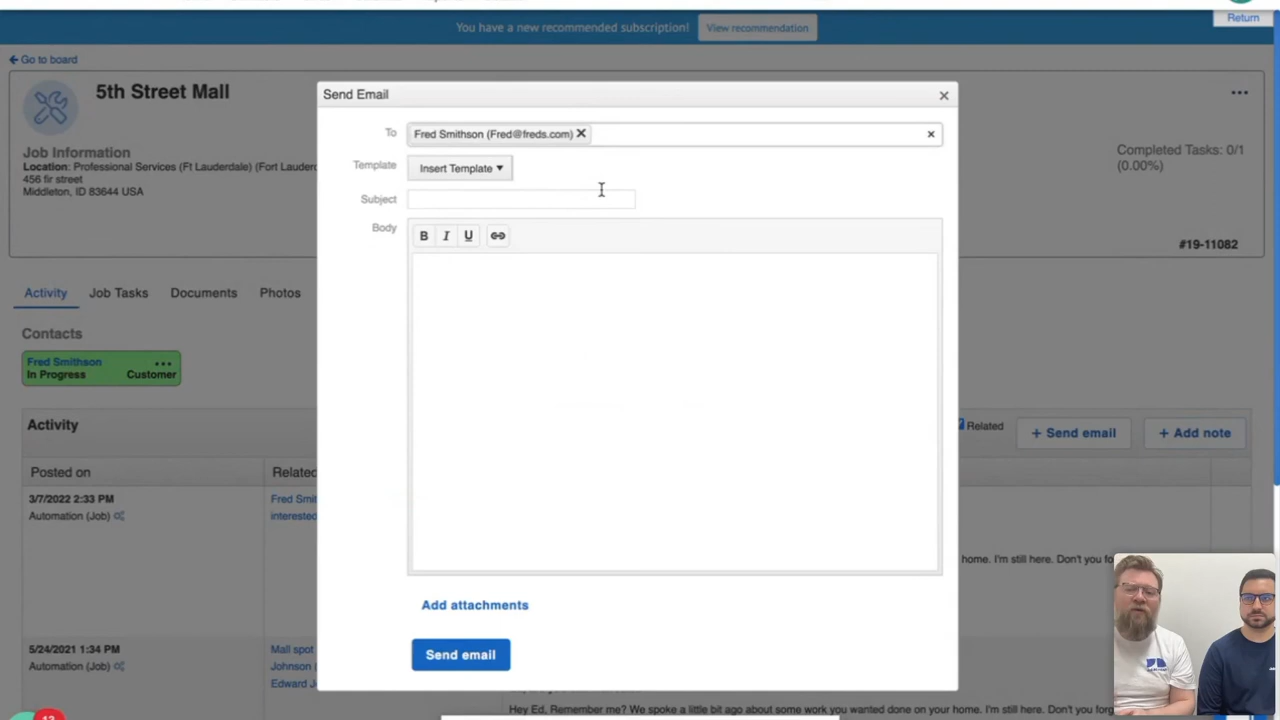 You have a new recommended subscription!
View recommendation
Return
Go to board
5th Street Mall
Job Information
Location: Professional Services (Ft Lauderdale) (Fort Lauder
456 fir street
Middleton, ID 83644 USA
Completed Tasks: 0/1
(0.00%)
#19-11082
Send Email
To
Fred Smithson (Fred@freds.com)
Template
Insert Template
Subject
Body
B I U
Add attachments
Send email
Activity
Job Tasks
Documents
Photos
Contacts
Fred Smithson
In Progress
Customer
Activity
Related
+ Send email
+ Add note
Posted on
Related
3/7/2022 2:33 PM
Automation (Job)
Fred Smit
interested
home. I'm still here. Don't you fo
5/24/2021 1:34 PM
Automation (Job)
Mall spot
Johnson (
Edward J
Hey Ed, Remember me? We spoke a little bit ago about some work you wanted done on your home. I'm still here. Don't you forg
12